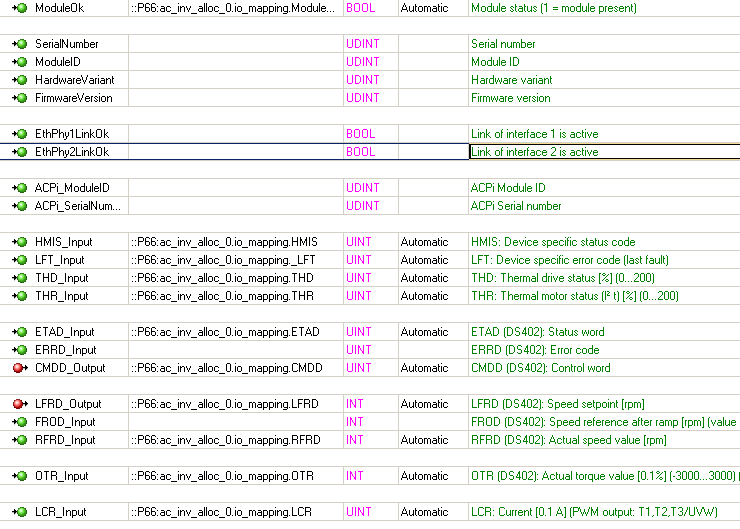 ModuleOk ::P66:ac_inv_alloc_0.io_mapping.Module... BOOL Automatic Module status (1 = module present)
SerialNumber UDINT Serial number
ModuleID UDINT Module ID
HardwareVariant UDINT Hardware variant
FirmwareVersion UDINT Firmware version
EthPhy1LinkOk BOOL Link of interface 1 is active
EthPhy2LinkOk BOOL Link of interface 2 is active
ACPi_ModuleID UDINT ACPi Module ID
ACPi_SerialNum... UDINT ACPi Serial number
HMIS_Input ::P66:ac_inv_alloc_0.io_mapping.HMIS UINT Automatic HMIS: Device specific status code
LFT_Input ::P66:ac_inv_alloc_0.io_mapping._LFT UINT Automatic LFT: Device specific error code (last fault)
THD_Input ::P66:ac_inv_alloc_0.io_mapping.THD UINT Automatic THD: Thermal drive status [%] (0...200)
THR_Input ::P66:ac_inv_alloc_0.io_mapping.THR UINT Automatic THR: Thermal motor status (I² t) [%] (0...200)
ETAD_Input ::P66:ac_inv_alloc_0.io_mapping.ETAD UINT Automatic ETAD (DS402): Status word
ERRD_Input UINT ERRD (DS402): Error code
CMDD_Output ::P66:ac_inv_alloc_0.io_mapping.CMDD UINT Automatic CMDD (DS402): Control word
LFRD_Output ::P66:ac_inv_alloc_0.io_mapping.LFRD INT Automatic LFRD (DS402): Speed setpoint [rpm]
FROD_Input INT FROD (DS402): Speed reference after ramp [rpm] (value
RFRD_Input ::P66:ac_inv_alloc_0.io_mapping.RFRD INT Automatic RFRD (DS402): Actual speed value [rpm]
OTR_Input ::P66:ac_inv_alloc_0.io_mapping.OTR INT Automatic OTR (DS402): Actual torque value [0.1%] (-3000...3000) (
LCR_Input ::P66:ac_inv_alloc_0.io_mapping.LCR UINT Automatic LCR: Current [0.1 A] (PWM output: T1,T2,T3/UVW)